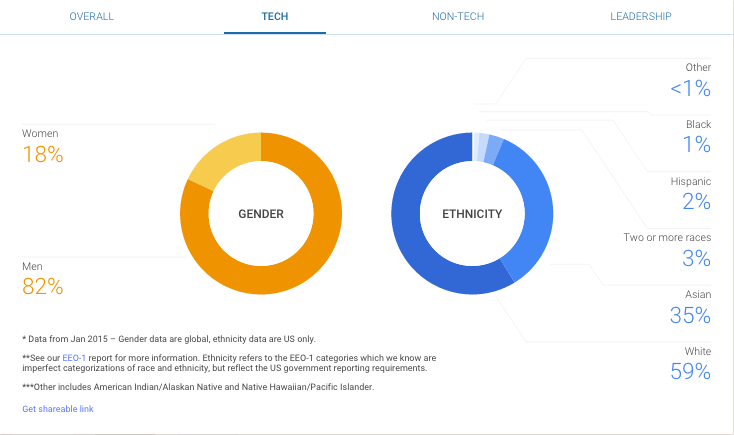 OVERALL
TECH
NON-TECH
LEADERSHIP
Women
18%
Men
82%
GENDER
ETHNICITY
Other
<1%
Black
1%
Hispanic
2%
Two or more races
3%
Asian
35%
White
59%
* Data from Jan 2015 – Gender data are global, ethnicity data are US only.
**See our EEO-1 report for more information. Ethnicity refers to the EEO-1 categories which we know are
imperfect categorizations of race and ethnicity, but reflect the US government reporting requirements.
***Other includes American Indian/Alaskan Native and Native Hawaiian/Pacific Islander.
Get shareable link